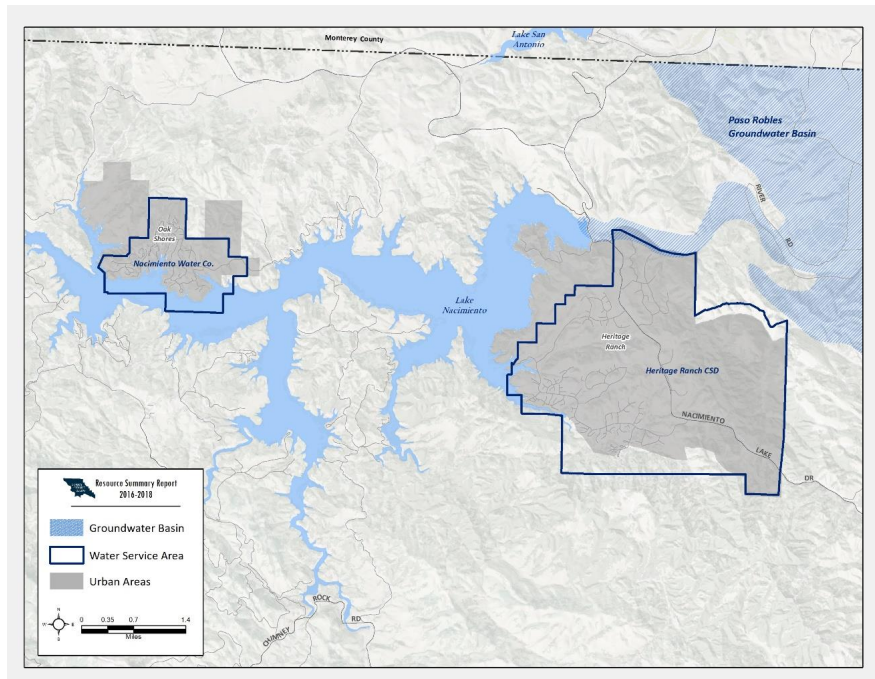 Monterey County
Lake San
Antonio
Paso Robles
Groundwater Basin
RIVER
RD
Oak
Shores
Nacimiento Water Co.
Lake
Nacimiento
Heritage
Ranch
Heritage Ranch CSD
NACIMIENTO
LAKE
DR
Resource Summary Report
2016-2018
Groundwater Basin
Water Service Area
Urban Areas
N
W
E
S
0 0.35 0.7 1.4
Miles
CHIMNEY
ROCK
RD